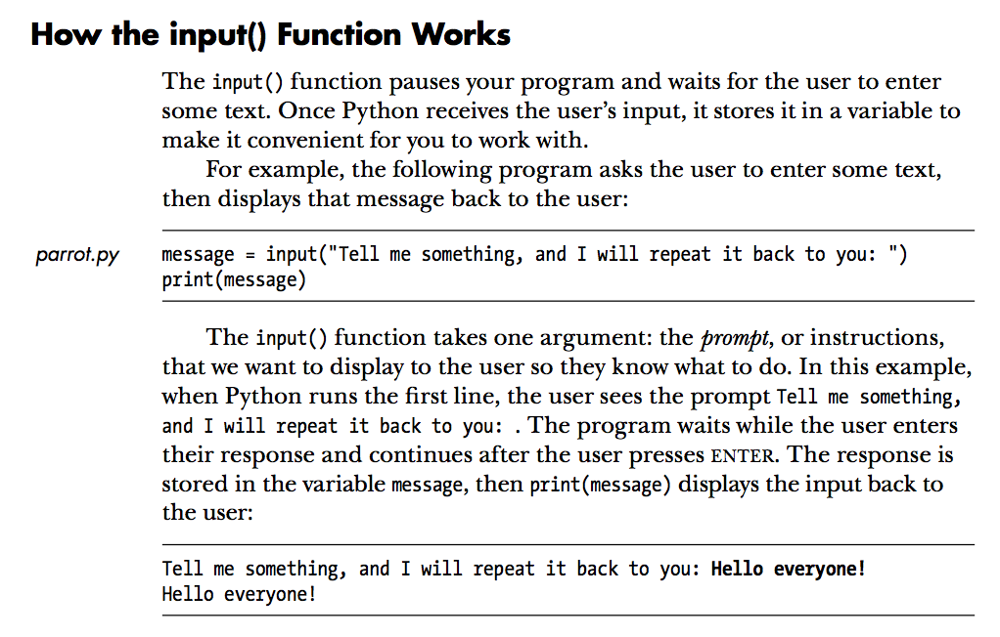 How the input() Function Works
The input() function pauses your program and waits for the user to enter
some text. Once Python receives the user’s input, it stores it in a variable to
make it convenient for you to work with.
For example, the following program asks the user to enter some text,
then displays that message back to the user:
parrot.py message = input("Tell me something, and I will repeat it back to you: ")
print(message)
The input() function takes one argument: the prompt, or instructions,
that we want to display to the user so they know what to do. In this example,
when Python runs the first line, the user sees the prompt Tell me something,
and I will repeat it back to you: . The program waits while the user enters
their response and continues after the user presses ENTER. The response is
stored in the variable message, then print(message) displays the input back to
the user:
Tell me something, and I will repeat it back to you: Hello everyone!
Hello everyone!